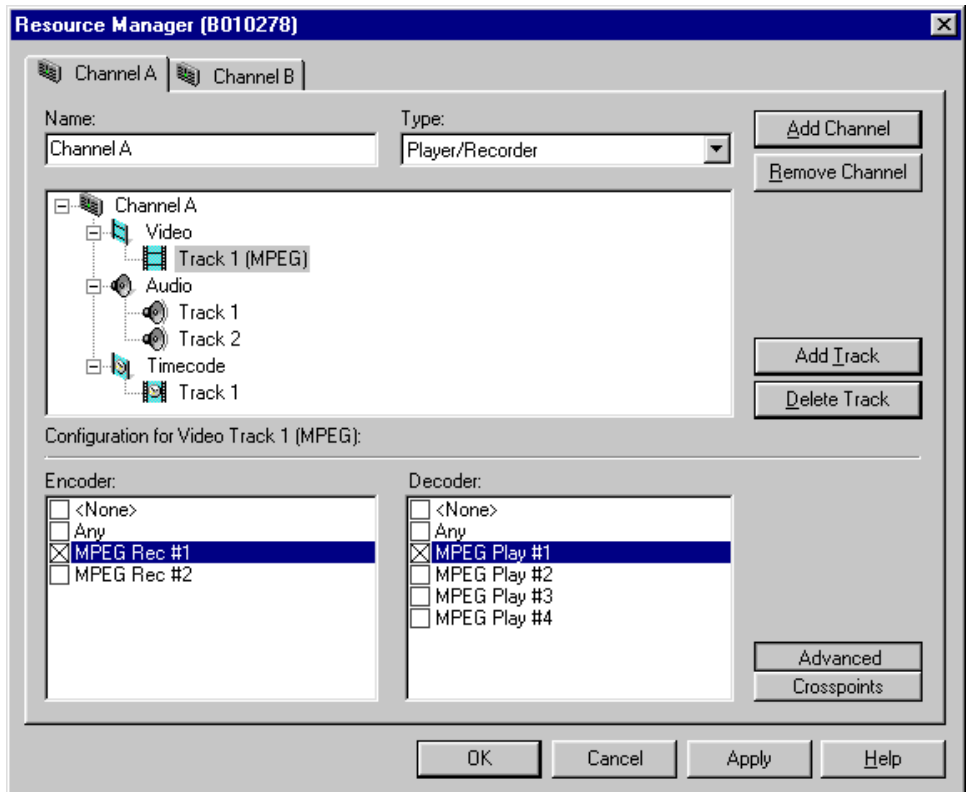 Resource Manager (B010278)
Channel A
Channel B
Name:
Type:
Channel A
Player/Recorder
Add Channel
Remove Channel
Channel A
Video
Track 1 (MPEG)
Audio
Track 1
Track 2
Timecode
Track 1
Add Track
Delete Track
Configuration for Video Track 1 (MPEG):
Encoder:
<None>
Any
MPEG Rec #1
MPEG Rec #2
Decoder:
<None>
Any
MPEG Play #1
MPEG Play #2
MPEG Play #3
MPEG Play #4
Advanced
Crosspoints
OK
Cancel
Apply
Help